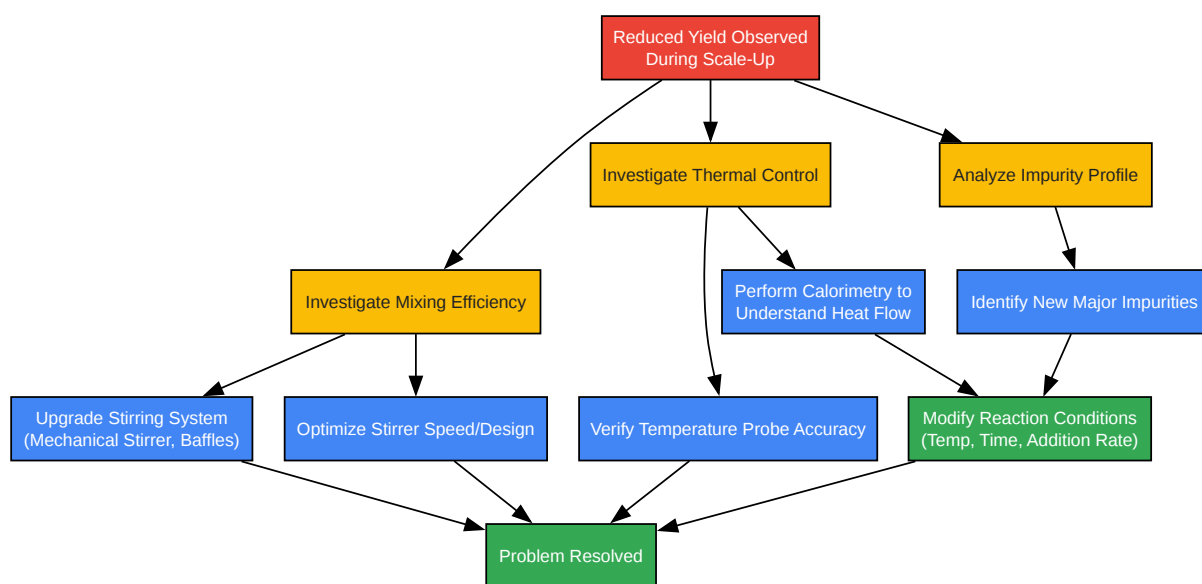 Reduced Yield Observed
During Scale-Up
Investigate Thermal Control
Analyze Impurity Profile
Investigate Mixing Efficiency
Perform Calorimetry to
Understand Heat Flow
Identify New Major Impurities
Upgrade Stirring System
(Mechanical Stirrer, Baffles)
Optimize Stirrer Speed/Design
Verify Temperature Probe Accuracy
Modify Reaction Conditions
(Temp, Time, Addition Rate)
Problem Resolved